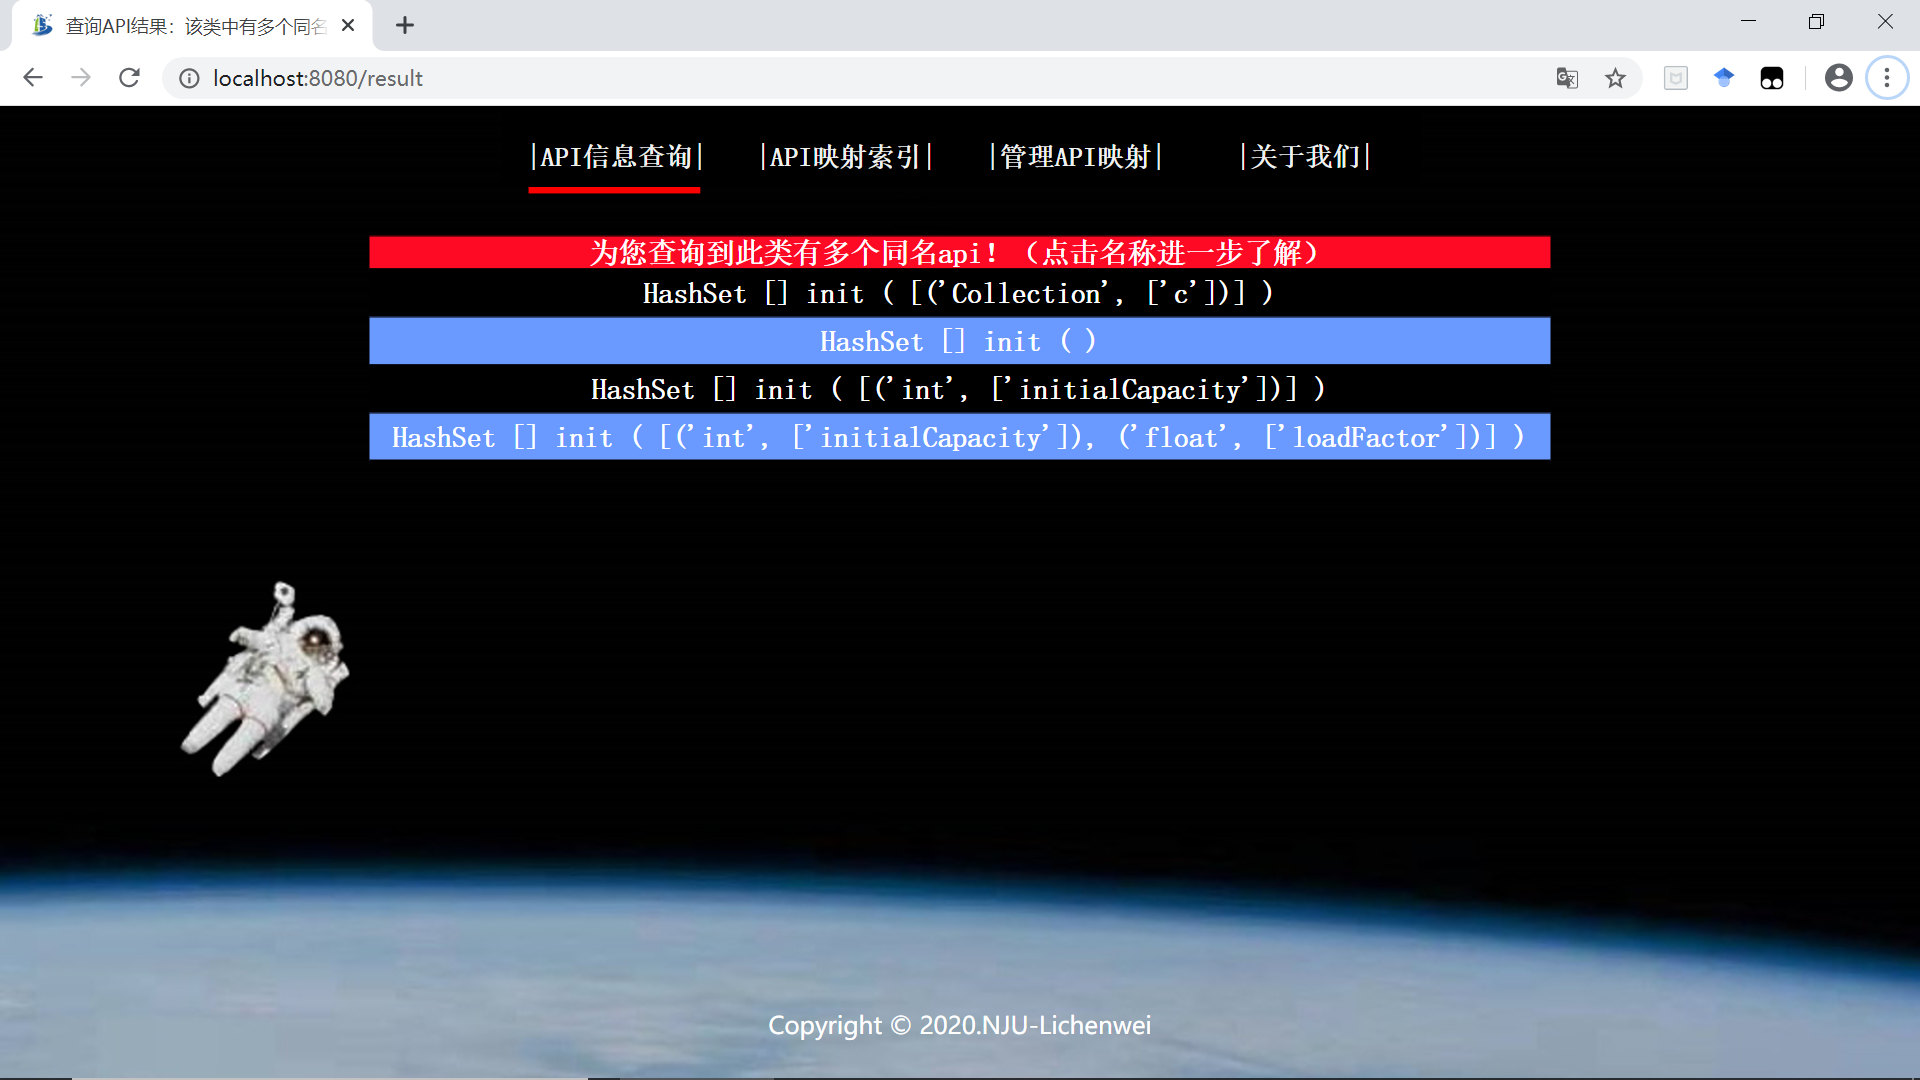 查询API结果：该类中有多个同名
localhost:8080/result
|API信息查询| |API映射索引| |管理API映射| |关于我们|
为您查询到此类有多个同名api！（点击名称进一步了解）
HashSet [] init ( [('Collection', ['c'])] )
HashSet [] init ( )
HashSet [] init ( [('int', ['initialCapacity'])] )
HashSet [] init ( [('int', ['initialCapacity']), ('float', ['loadFactor'])] )
Copyright © 2020.NJU-Lichenwei